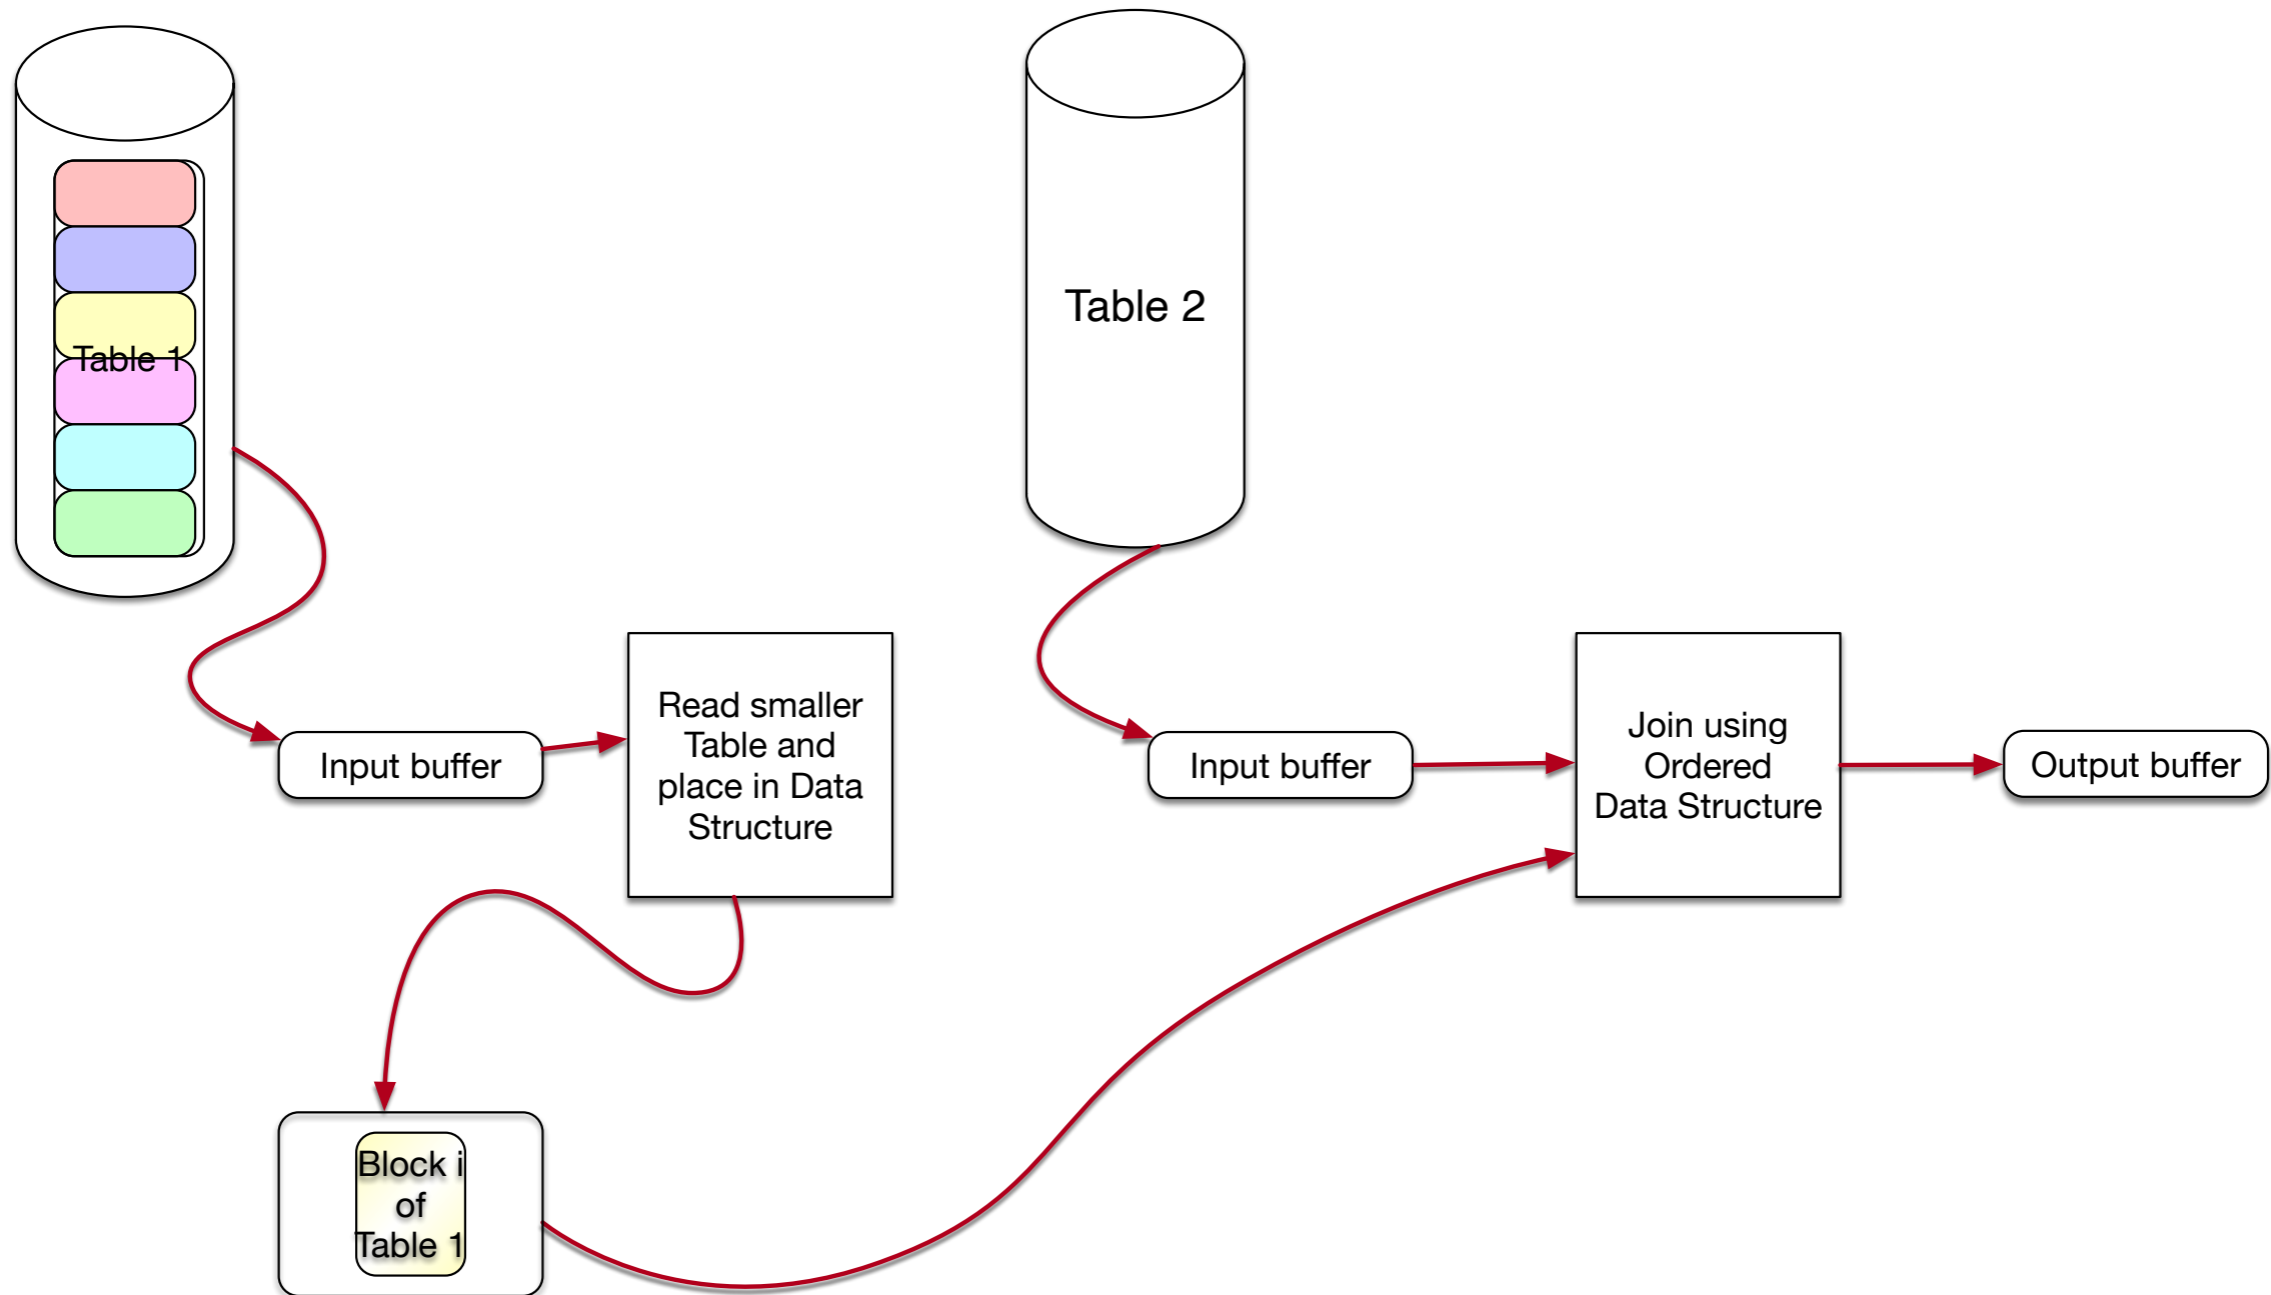 Table 1
Table 2
Input buffer
Read smaller
Table and
place in Data
Structure
Input buffer
Join using
Ordered
Data Structure
Output buffer
Block i
of
Table 1